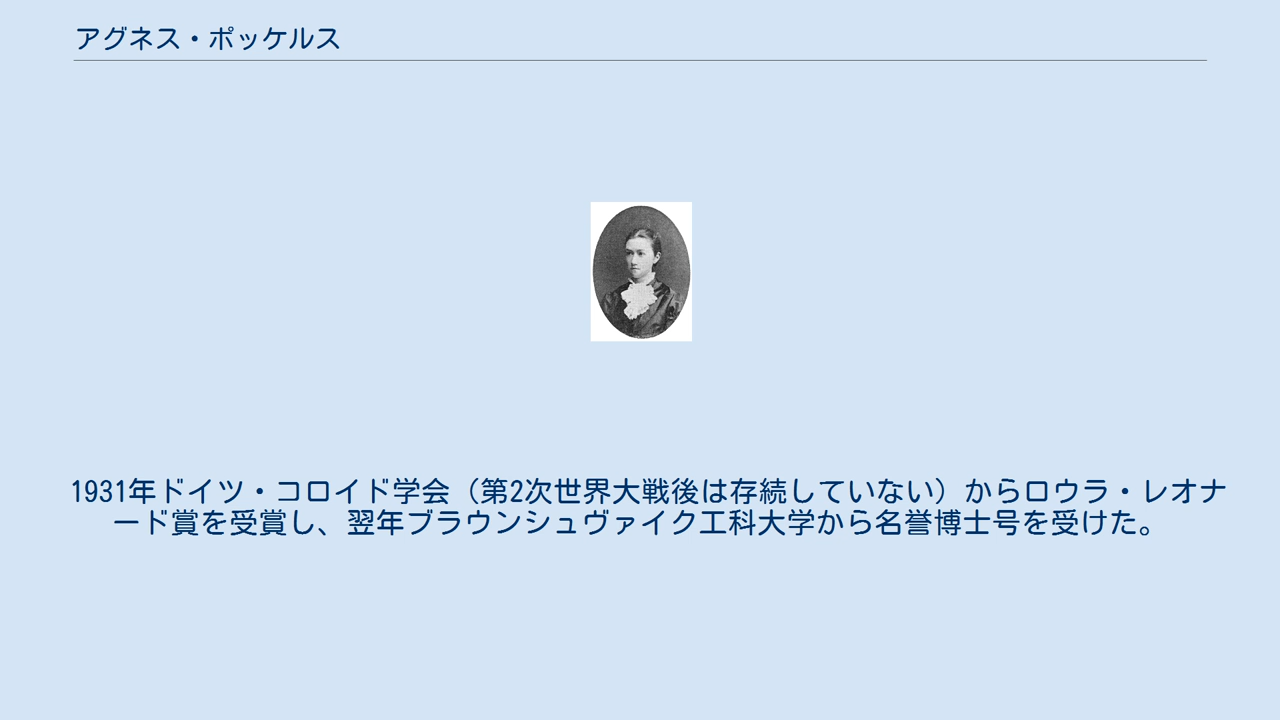 アグネス・ポッケルス
1931年ドイツ・コロイド学会（第2次世界大戦後は存続していない）からロウラ・レオナ
ード賞を受賞し、翌年ブラウンシュヴァイク工科大学から名誉博士号を受けた。